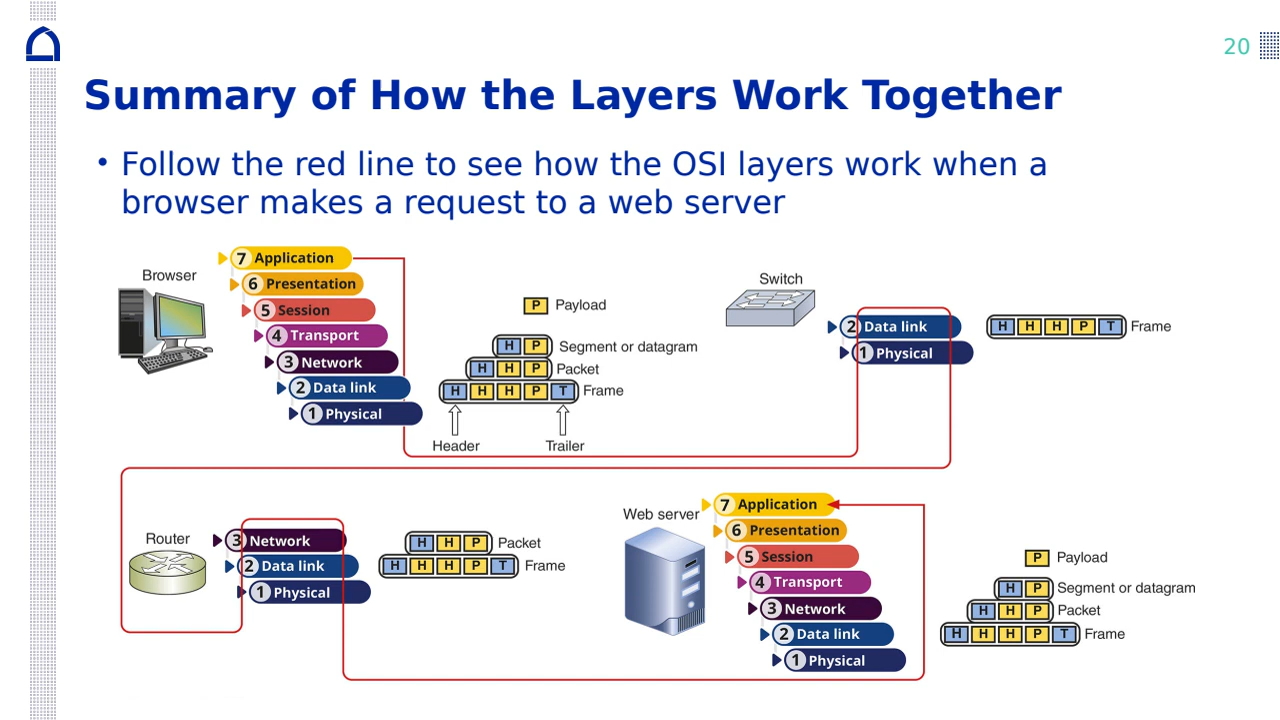 20
Summary of How the Layers Work Together
• Follow the red line to see how the OSI layers work when a
browser makes a request to a web server
Browser
7 Application
6 Presentation
5 Session
4 Transport
3 Network
2 Data link
1 Physical
P Payload
H P Segment or datagram
H H P Packet
H H H P T Frame
Header Trailer
Switch
2 Data link
1 Physical
H H H P T Frame
Router
3 Network
2 Data link
1 Physical
H H P Packet
H H H P T Frame
Web server
7 Application
6 Presentation
5 Session
4 Transport
3 Network
2 Data link
1 Physical
P Payload
H P Segment or datagram
H H P Packet
H H H P T Frame